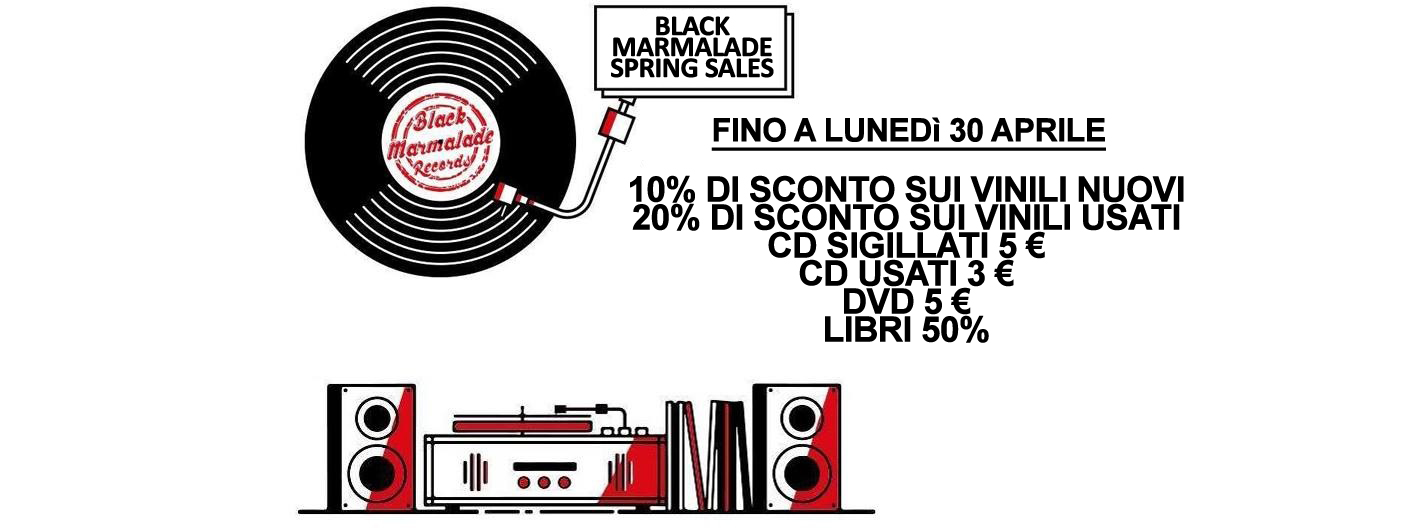 BLACK
MARMALADE
SPRING SALES
Black
Marmalade
Records
FINO A LUNEDì 30 APRILE
10% DI SCONTO SUI VINILI NUOVI
20% DI SCONTO SUI VINILI USATI
CD SIGILLATI 5 €
CD USATI 3 €
DVD 5 €
LIBRI 50%